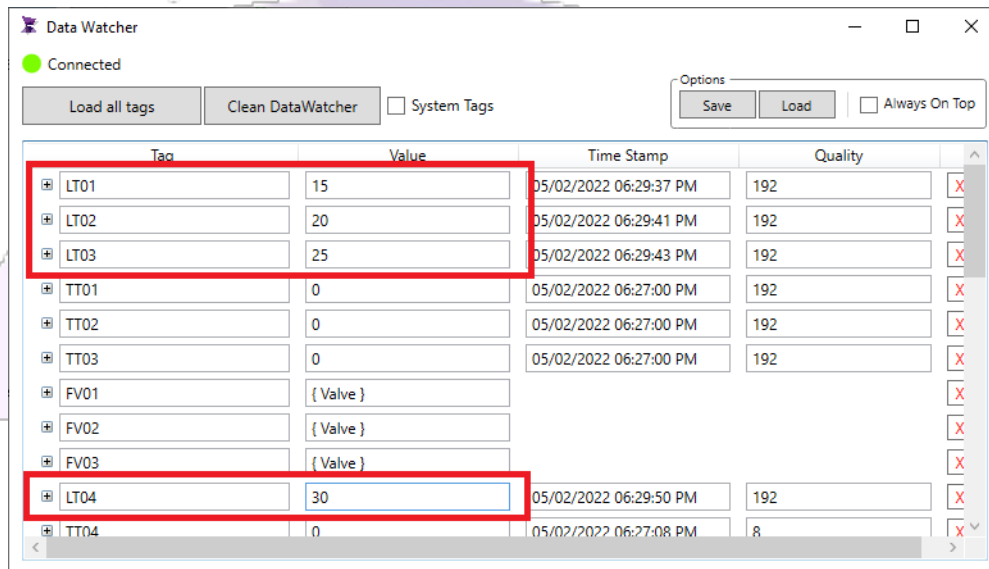 Data Watcher
Connected
Options
Load all tags Clean DataWatcher System Tags Save Load Always On Top
Tag Value Time Stamp Quality
LT01 15 05/02/2022 06:29:37 PM 192 X
LT02 20 05/02/2022 06:29:41 PM 192 X
LT03 25 05/02/2022 06:29:43 PM 192 X
TT01 0 05/02/2022 06:27:00 PM 192 X
TT02 0 05/02/2022 06:27:00 PM 192 X
TT03 0 05/02/2022 06:27:00 PM 192 X
FV01 { Valve } X
FV02 { Valve } X
FV03 { Valve } X
LT04 30 05/02/2022 06:29:50 PM 192 X
TT04 0 05/02/2022 06:27:08 PM 8 X